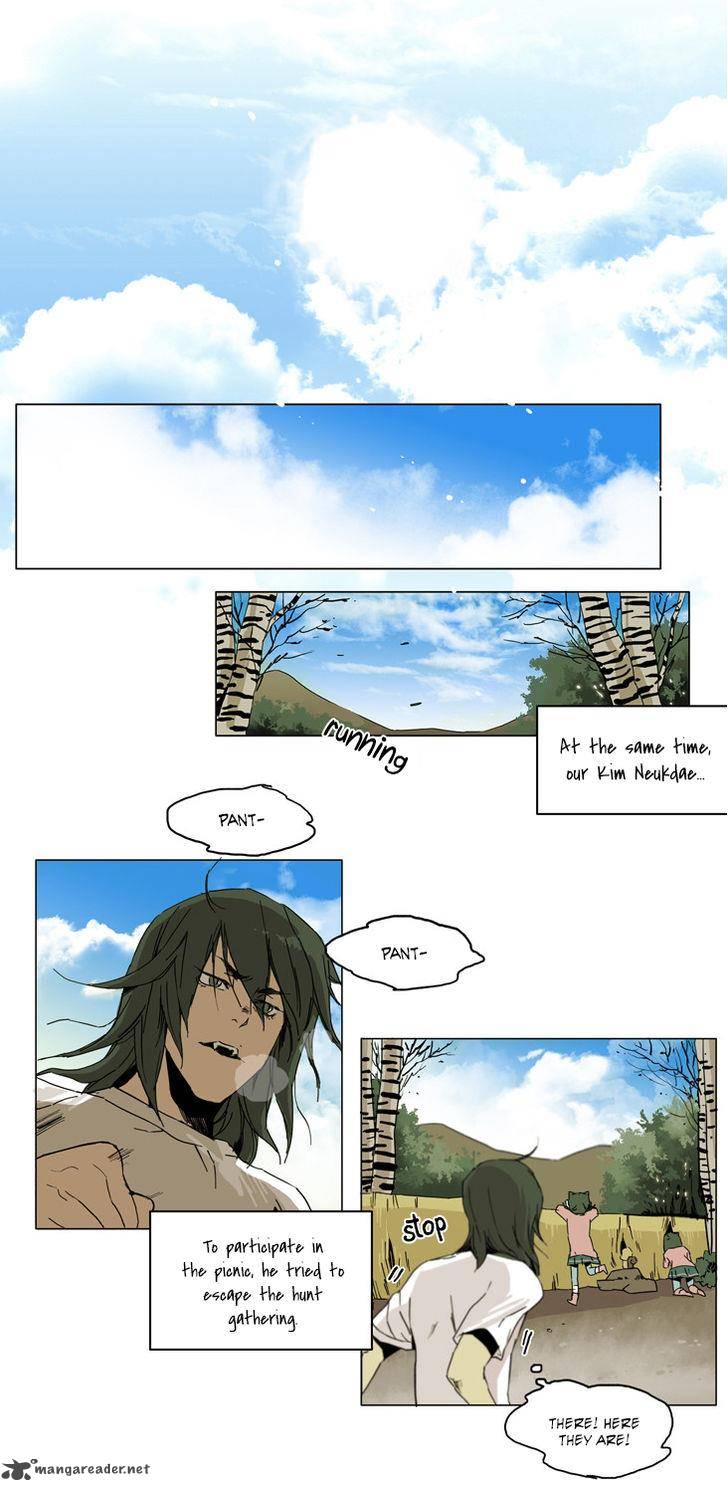 running
At the same time,
our Kim Neukdae...
PANT-
PANT-
stop
To participate in
the picnic, he tried to
escape the hunt
gathering.
THERE! HERE
THEY ARE!
mangareader.net